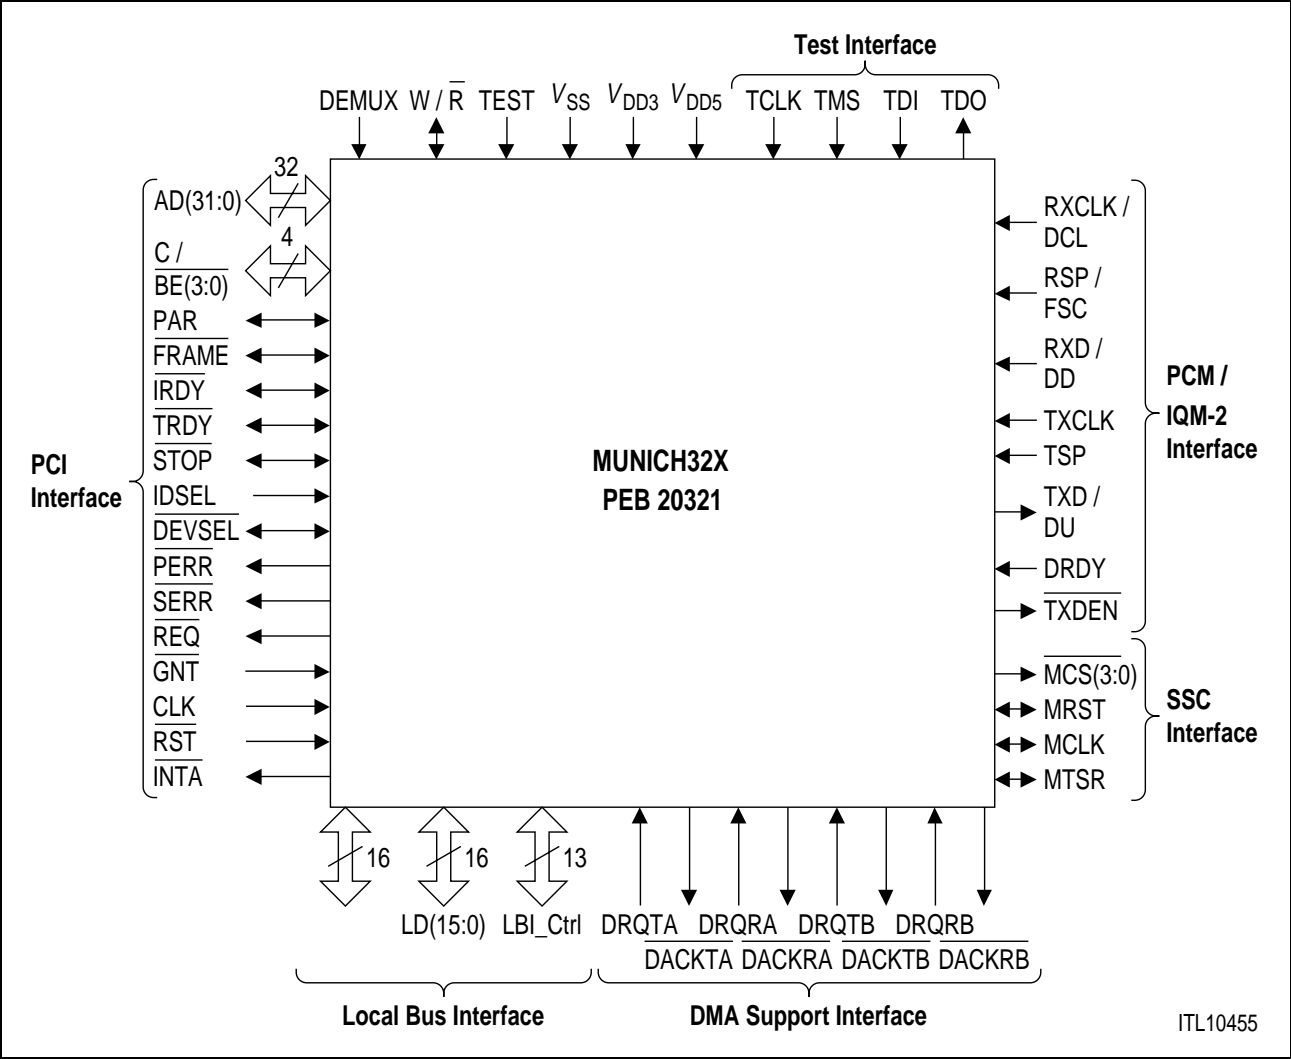 Test Interface
DEMUX W / R TEST VSS VDD3 VDD5 TCLK TMS TDI TDO
32
AD(31:0)
C /
4
BE(3:0)
PAR
FRAME
IRDY
TRDY
STOP
IDSEL
DEVSEL
PERR
SERR
REQ
GNT
CLK
RST
INTA
PCI
Interface
MUNICH32X
PEB 20321
RXCLK /
DCL
RSP /
FSC
RXD /
DD
TXCLK
TSP
TXD /
DU
DRDY
TXDEN
PCM /
IQM-2
Interface
MCS(3:0)
MRST
MCLK
MTSR
SSC
Interface
16 16 13
LD(15:0) LBI_Ctrl DRQTA DRQRA DRQTB DRQRB
DACKTA DACKRA DACKTB DACKRB
Local Bus Interface DMA Support Interface
ITL10455